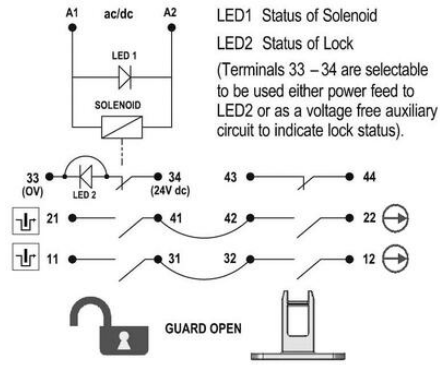 A1 ac/dc A2
LED1 Status of Solenoid
LED 1
LED2 Status of Lock
(Terminals 33 – 34 are selectable
to be used either power feed to
LED2 or as a voltage free auxiliary
circuit to indicate lock status).
SOLENOID
33 34 43 44
(OV) LED 2 (24V dc)
21 41 42 22
11 31 32 12
GUARD OPEN